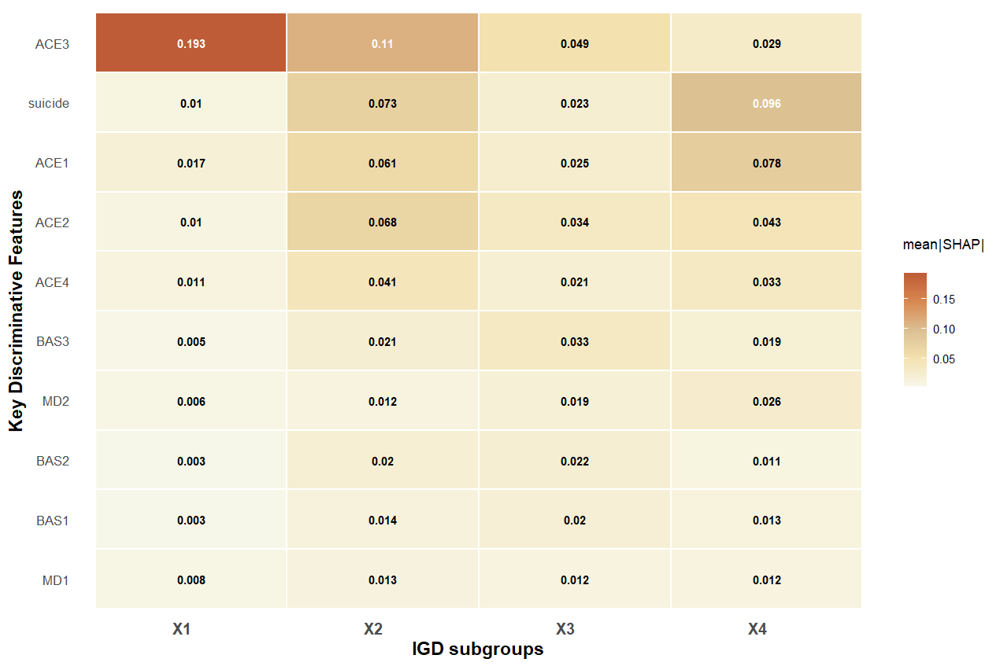 ACE3 0.193 0.11 0.049 0.029
suicide 0.01 0.073 0.023 0.096
ACE1 0.017 0.061 0.025 0.078
ACE2 0.01 0.068 0.034 0.043
ACE4 0.011 0.041 0.021 0.033
BAS3 0.005 0.021 0.033 0.019
MD2 0.006 0.012 0.019 0.026
BAS2 0.003 0.02 0.022 0.011
BAS1 0.003 0.014 0.02 0.013
MD1 0.008 0.013 0.012 0.012
X1 X2 X3 X4
IGD subgroups
Key Discriminative Features
mean|SHAP|
0.15
0.10
0.05